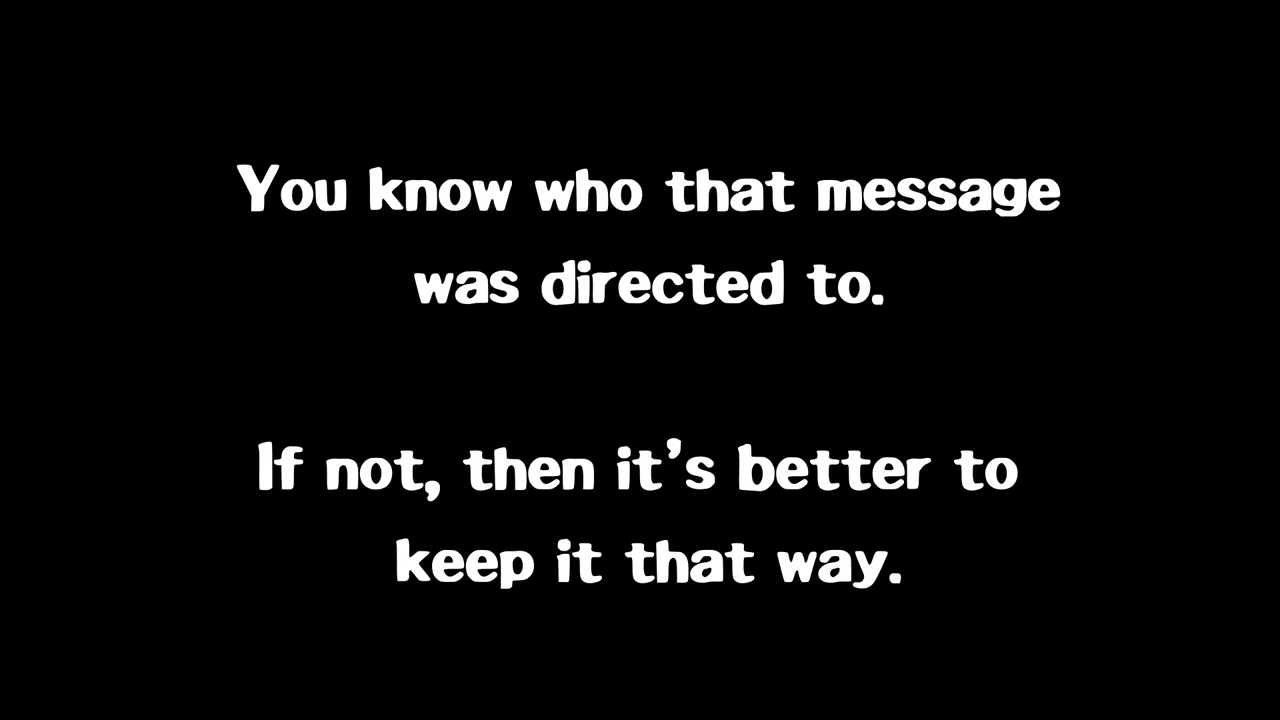 You know who that message
was directed to.
If not, then it's better to
keep it that way.